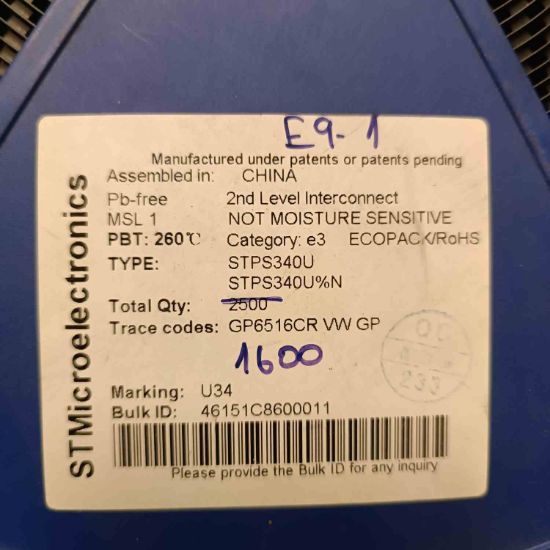 E9-1
Manufactured under patents or patents pending
Assembled in: CHINA
Pb-free 2nd Level Interconnect
MSL 1 NOT MOISTURE SENSITIVE
PBT: 260℃ Category: e3 ECOPACK/RoHS
TYPE: STPS340U
STPS340U%N
Total Qty: 2500
Trace codes: GP6516CR VW GP
1600
Marking: U34
Bulk ID: 46151C8600011
Please provide the Bulk ID for any inquiry
STMicroelectronics
233